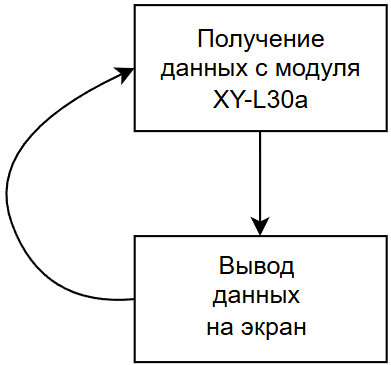 Получение
данных с модуля
XY-L30a
Вывод
данных
на экран